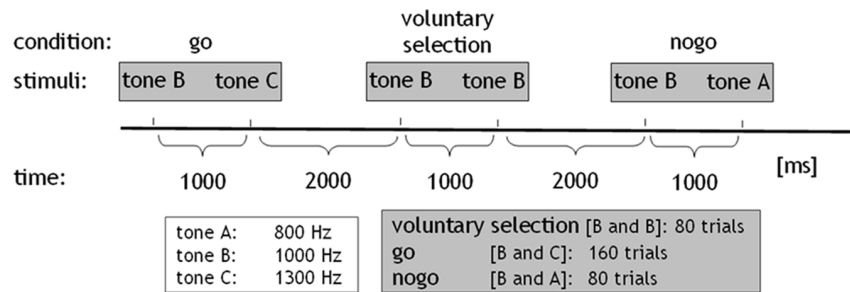 condition: go voluntary selection nogo
stimuli: tone B tone C tone B tone B tone B tone A
time: 1000 2000 1000 2000 1000 [ms]
tone A: 800 Hz
tone B: 1000 Hz
tone C: 1300 Hz
voluntary selection [B and B]: 80 trials
go [B and C]: 160 trials
nogo [B and A]: 80 trials